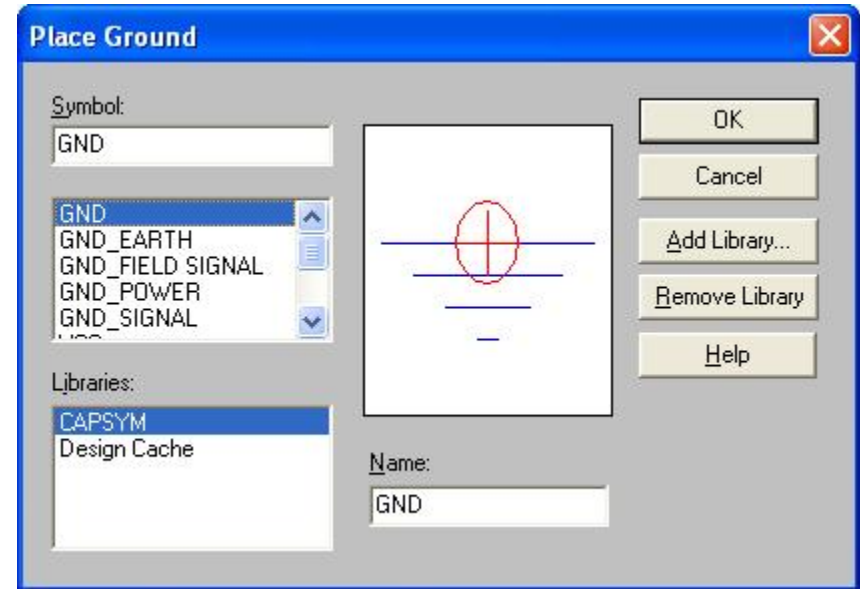 Place Ground
Symbol:
GND
GND
GND_EARTH
GND_FIELD SIGNAL
GND_POWER
GND_SIGNAL
Libraries:
CAPSYM
Design Cache
Name:
GND
OK
Cancel
Add Library...
Remove Library
Help